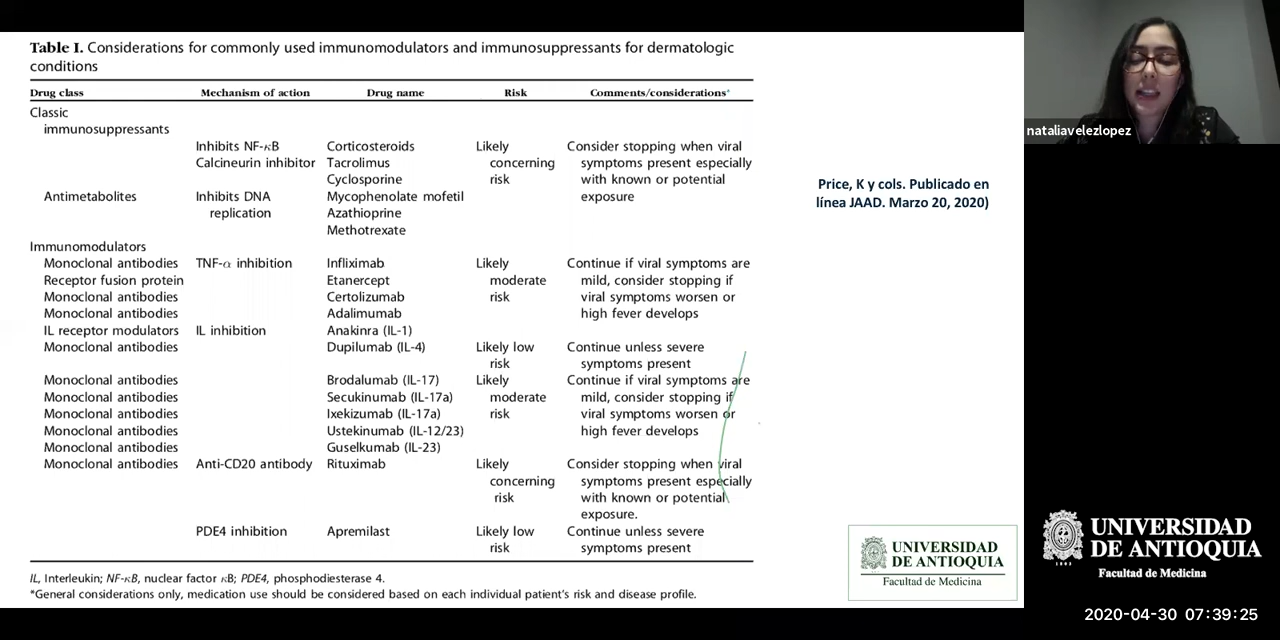 Table I. Considerations for commonly used immunomodulators and immunosuppressants for dermatologic
conditions
Drug class Mechanism of action Drug name Risk Comments/considerations*
Classic
immunosuppressants
Inhibits NF-κB Corticosteroids Likely Consider stopping when viral
Calcineurin inhibitor Tacrolimus concerning symptoms present especially
Cyclosporine risk with known or potential
Antimetabolites Inhibits DNA Mycophenolate mofetil exposure
replication Azathioprine
Methotrexate
Immunomodulators
Monoclonal antibodies TNF-α inhibition Infliximab Likely Continue if viral symptoms are
Receptor fusion protein Etanercept moderate mild, consider stopping if
Monoclonal antibodies Certolizumab risk viral symptoms worsen or
Monoclonal antibodies Adalimumab high fever develops
IL receptor modulators IL inhibition Anakinra (IL-1)
Monoclonal antibodies Dupilumab (IL-4) Likely low Continue unless severe
risk symptoms present
Monoclonal antibodies Brodalumab (IL-17) Likely Continue if viral symptoms are
Monoclonal antibodies Secukinumab (IL-17a) moderate mild, consider stopping if
Monoclonal antibodies Ixekizumab (IL-17a) risk viral symptoms worsen or
Monoclonal antibodies Ustekinumab (IL-12/23) high fever develops
Monoclonal antibodies Guselkumab (IL-23)
Monoclonal antibodies Anti-CD20 antibody Rituximab Likely Consider stopping when viral
concerning symptoms present especially
risk with known or potential
exposure.
PDE4 inhibition Apremilast Likely low Continue unless severe
risk symptoms present
IL, Interleukin; NF-κB, nuclear factor κB; PDE4, phosphodiesterase 4.
*General considerations only, medication use should be considered based on each individual patient's risk and disease profile.
Price, K y cols. Publicado en
línea JAAD. Marzo 20, 2020)
UNIVERSIDAD
DE ANTIOQUIA
Facultad de Medicina
nataliavelezlopez
UNIVERSIDAD
DE ANTIOQUIA
1803
Facultad de Medicina
2020-04-30 07:39:25